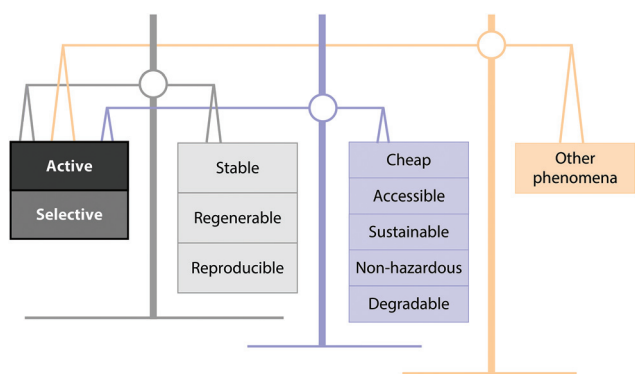 Active
Selective
Stable
Regenerable
Reproducible
Cheap
Accessible
Sustainable
Non-hazardous
Degradable
Other
phenomena